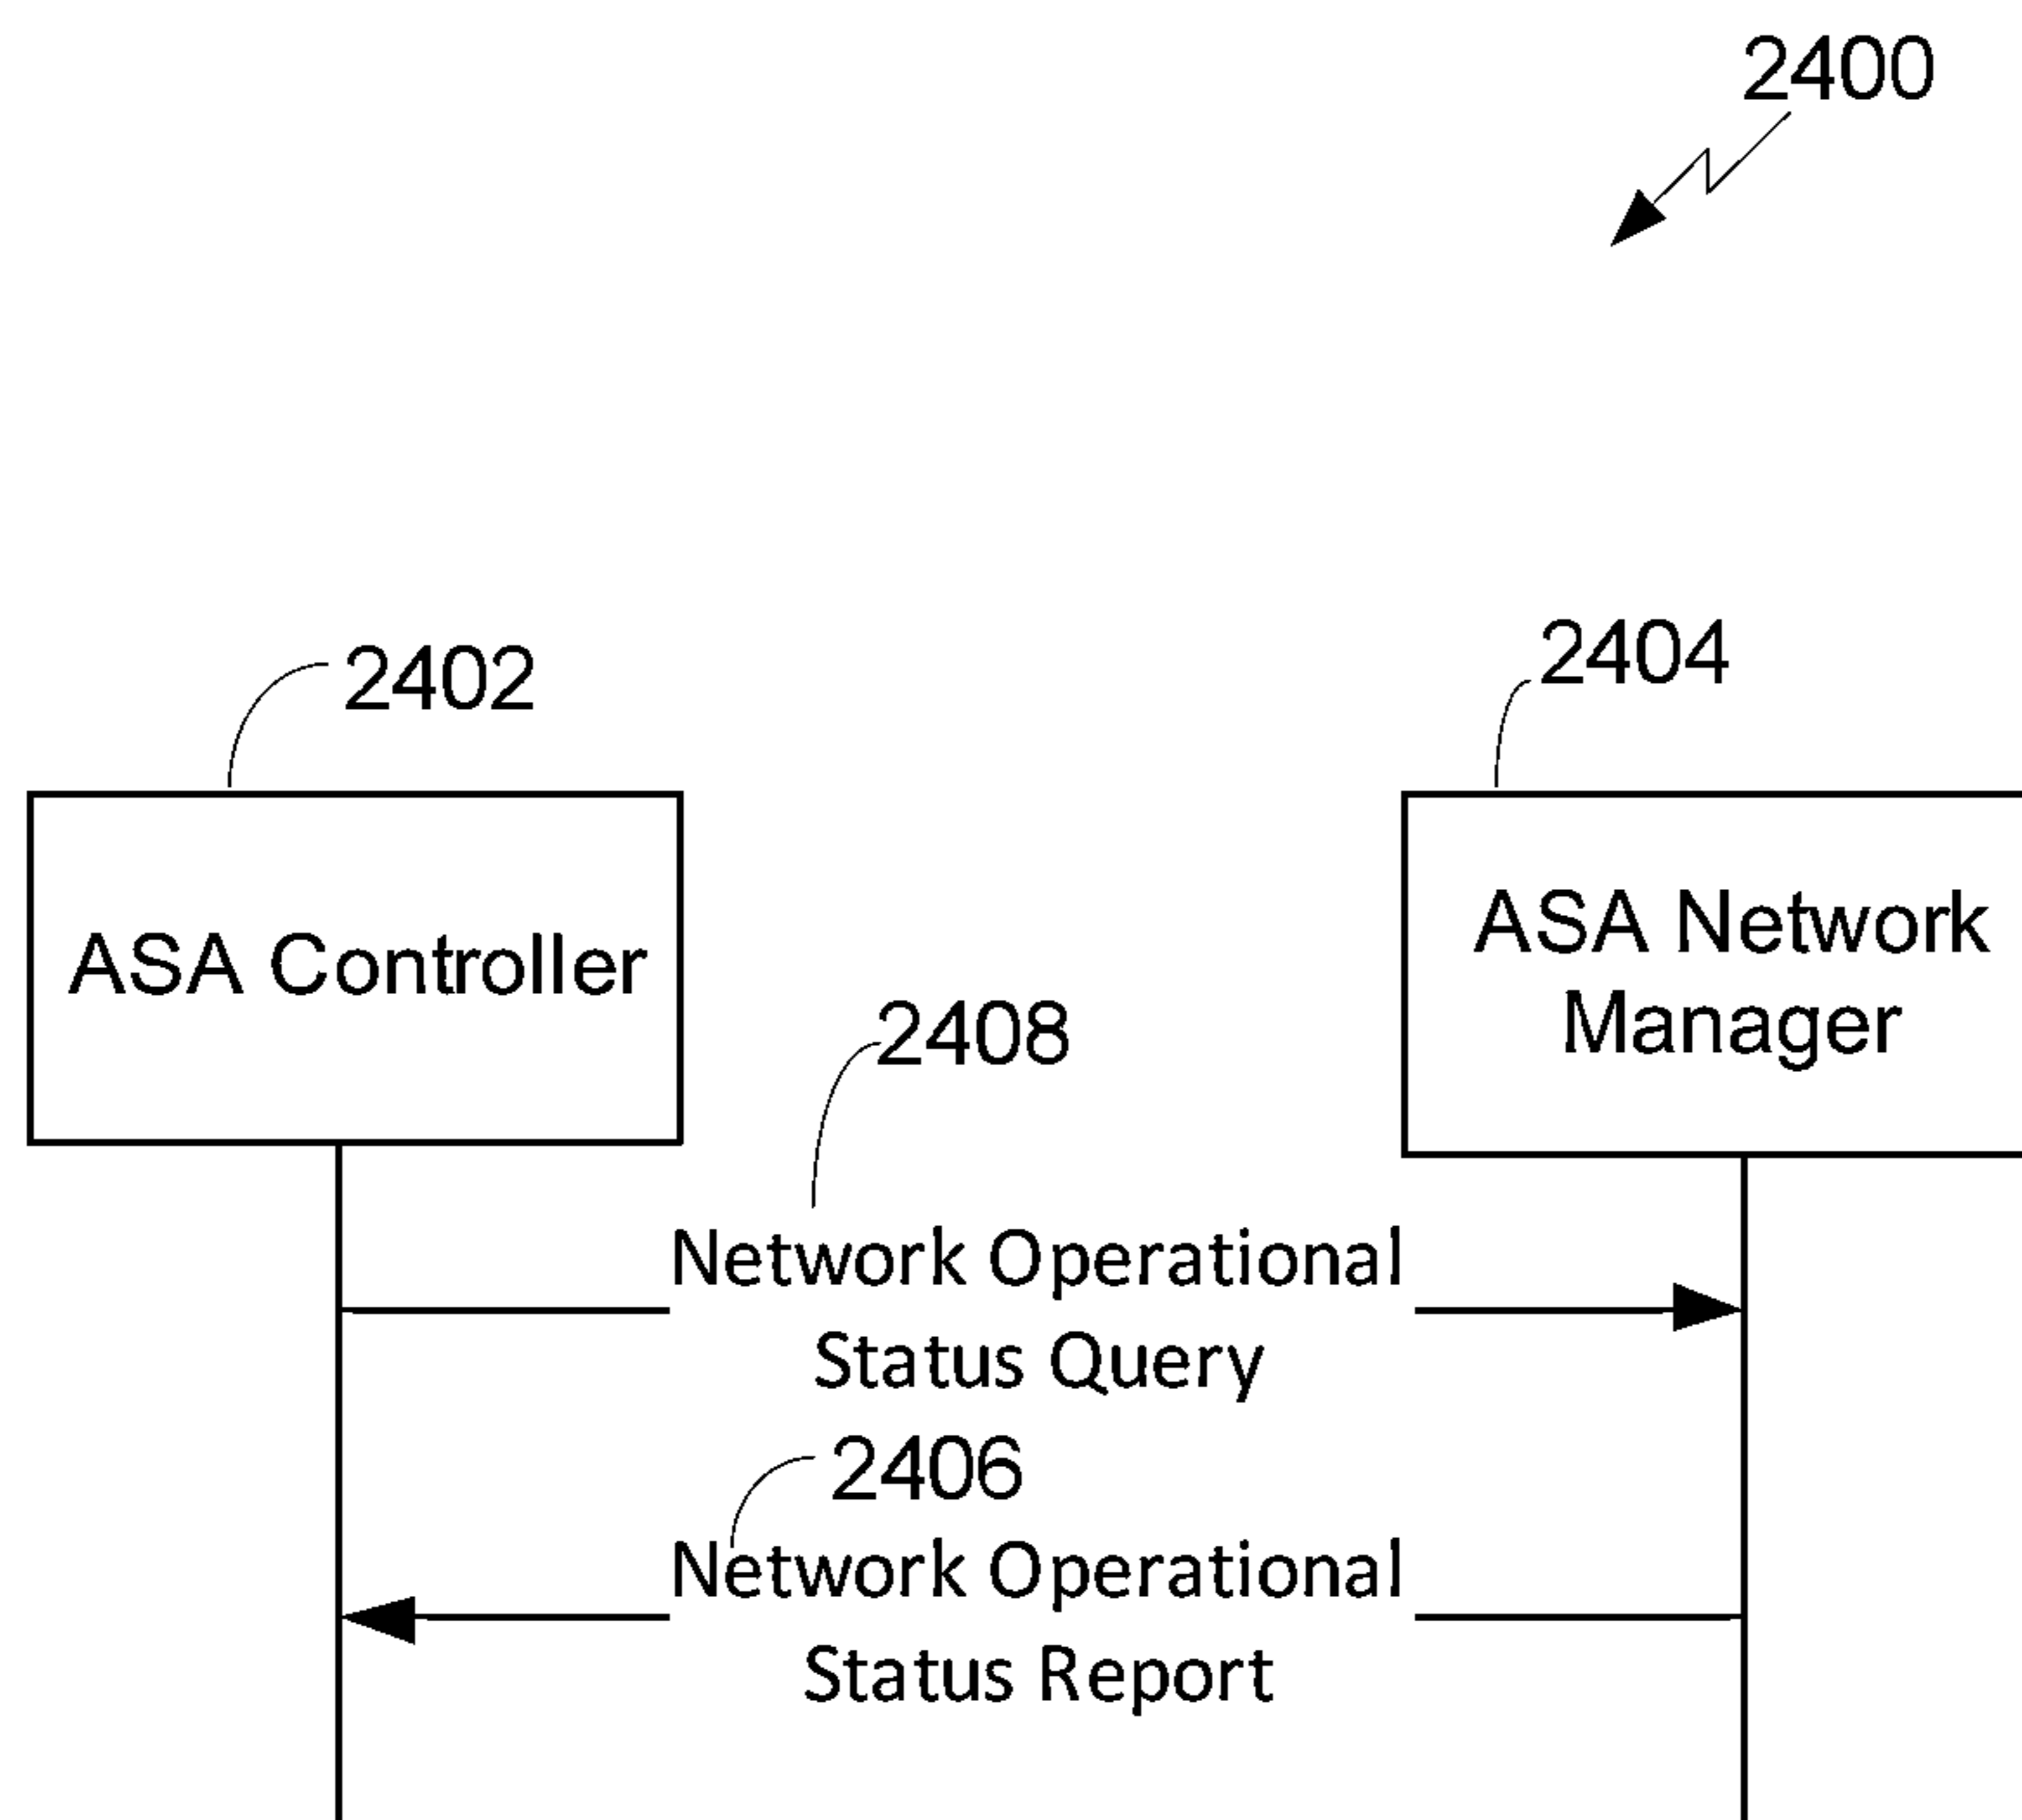 2400
2402
2404
ASA Controller
ASA Network
Manager
2408
Network Operational
Status Query
2406
Network Operational
Status Report